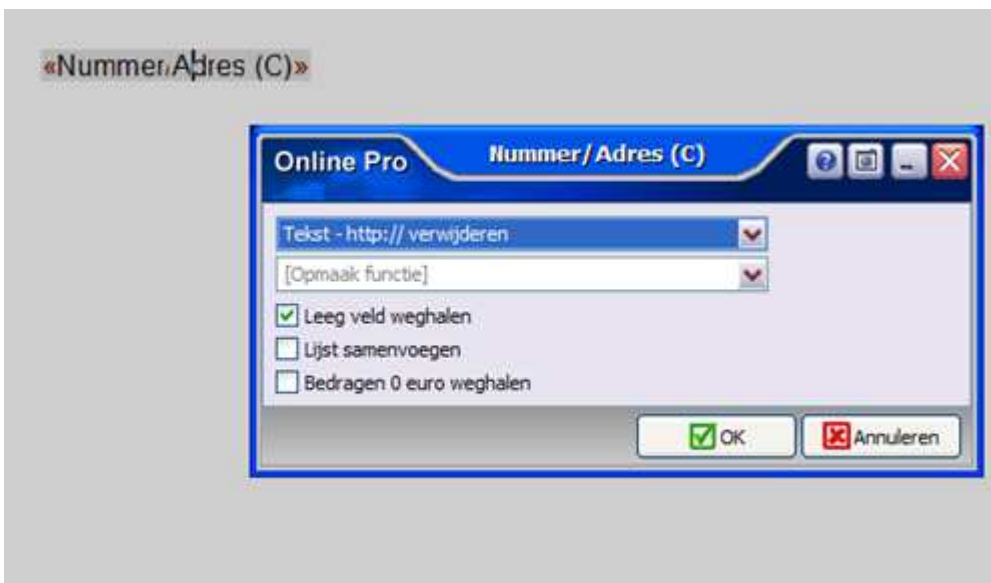 «Nummer/Adres (C)»
Online Pro
Nummer/Adres (C)
Tekst - http:// verwijderen
[Opmaak functie]
Leeg veld weghalen
Lijst samenvoegen
Bedragen 0 euro weghalen
OK
Annuleren